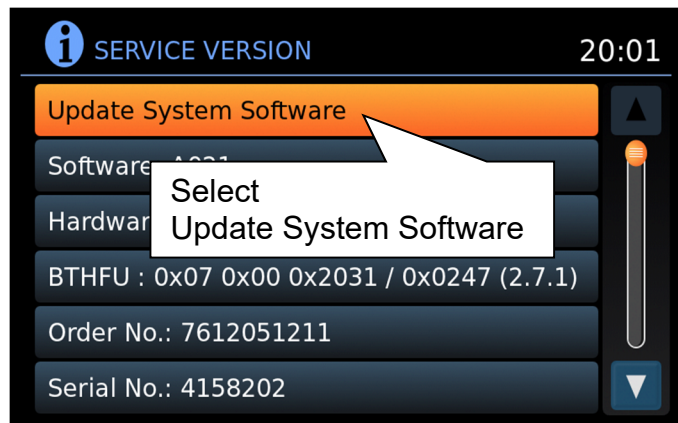 SERVICE VERSION 20:01
Update System Software
Software
Select
Update System Software
BTHFU : 0x07 0x00 0x2031 / 0x0247 (2.7.1)
Order No.: 7612051211
Serial No.: 4158202